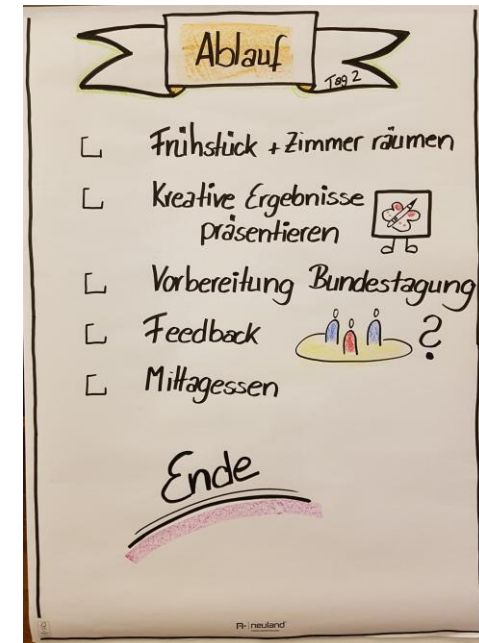 Ablauf
Tag 2
Frühstück + Zimmer räumen
Kreative Ergebnisse
präsentieren
Vorbereitung Bundestagung
Feedback ?
Mittagessen
Ende
neuland